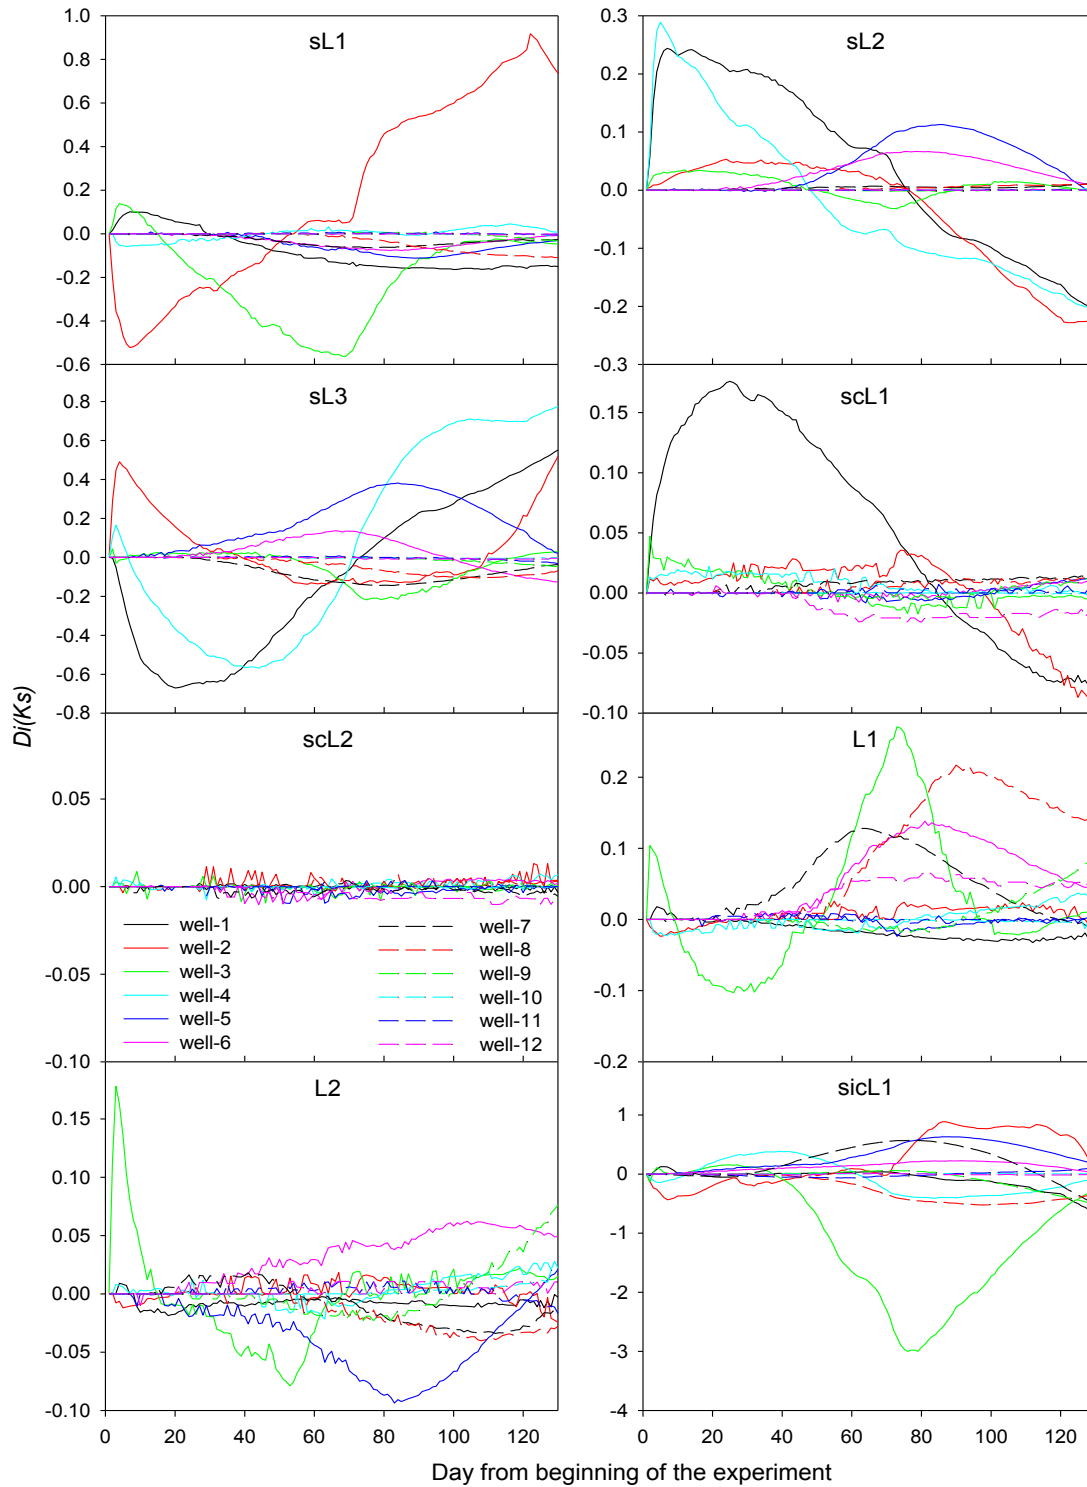 sL1
1.0
0.8
0.6
0.4
0.2
0.0
-0.2
-0.4
-0.6
sL2
0.3
0.2
0.1
0.0
-0.1
-0.2
-0.3
sL3
0.8
0.6
0.4
0.2
0.0
-0.2
-0.4
-0.6
-0.8
scL1
0.15
0.10
0.05
0.00
-0.05
-0.10
Di(Ks)
scL2
0.05
0.00
-0.05
-0.10
well-1
well-2
well-3
well-4
well-5
well-6
well-7
well-8
well-9
well-10
well-11
well-12
L1
0.2
0.1
0.0
-0.1
-0.2
L2
0.15
0.10
0.05
0.00
-0.05
-0.10
0 20 40 60 80 100 120
sicL1
1
0
-1
-2
-3
-4
0 20 40 60 80 100 120
Day from beginning of the experiment